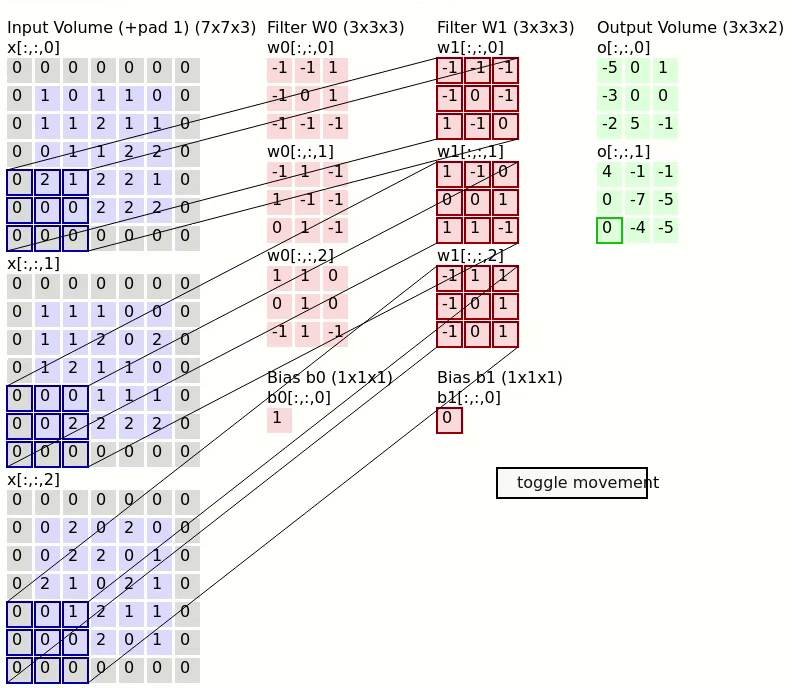 Input Volume (+pad 1) (7x7x3)
x[:,:,0]
0 0 0 0 0 0 0
0 1 0 1 1 0 0
0 1 1 2 1 1 0
0 0 1 1 2 2 0
0 2 1 2 2 1 0
0 0 0 2 2 2 0
0 0 0 0 0 0 0
x[:,:,1]
0 0 0 0 0 0 0
0 1 1 1 0 0 0
0 1 1 2 0 2 0
0 1 2 1 1 0 0
0 0 0 1 1 1 0
0 0 2 2 2 2 0
0 0 0 0 0 0 0
x[:,:,2]
0 0 0 0 0 0 0
0 0 2 0 2 0 0
0 0 2 2 0 1 0
0 2 1 0 2 1 0
0 0 1 2 1 1 0
0 0 0 2 0 1 0
0 0 0 0 0 0 0
Filter W0 (3x3x3)
w0[:,:,0]
-1 -1 1
-1 0 1
-1 -1 -1
w0[:,:,1]
-1 1 -1
1 -1 -1
0 1 -1
w0[:,:,2]
1 1 0
0 1 0
-1 1 -1
Bias b0 (1x1x1)
b0[:,:,0]
1
Filter W1 (3x3x3)
w1[:,:,0]
-1 -1 -1
-1 0 -1
1 -1 0
w1[:,:,1]
1 -1 0
0 0 1
1 1 -1
w1[:,:,2]
-1 1 1
-1 0 1
-1 0 1
Bias b1 (1x1x1)
b1[:,:,0]
0
Output Volume (3x3x2)
o[:,:,0]
-5 0 1
-3 0 0
-2 5 -1
o[:,:,1]
4 -1 -1
0 -7 -5
0 -4 -5
toggle movement